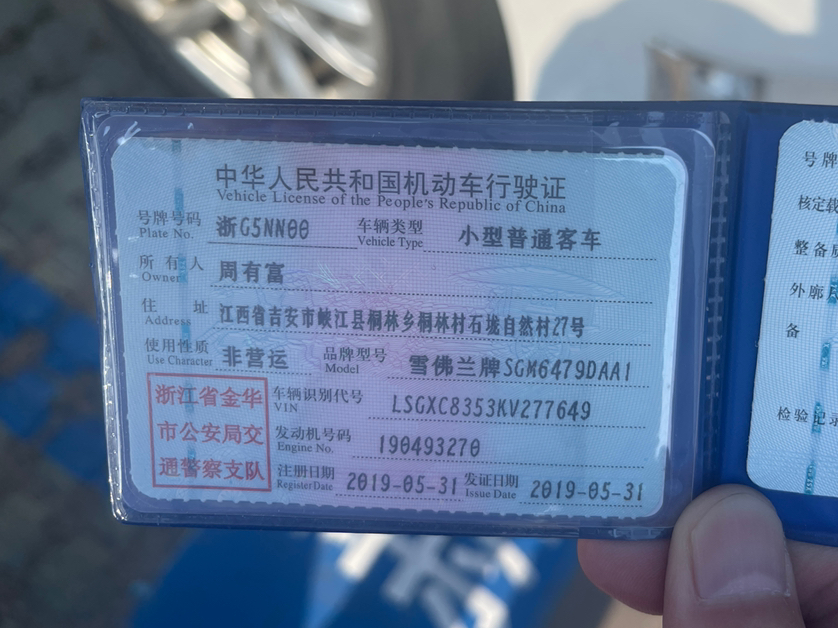 中华人民共和国机动车行驶证
Vehicle License of the People's Republic of China
号牌号码 浙G5NN00 车辆类型 小型普通客车
Plate No. Vehicle Type
所有人 周有富
Owner
住址 江西省吉安市峡江县桐林乡桐林村石垅自然村27号
Address
使用性质 非营运 品牌型号 雪佛兰牌SGM6479DAA1
Use Character Model
浙江省金华
市公安局交
通警察支队
车辆识别代号 LSGXC8353KV277649
VIN
发动机号码 190493270
Engine No.
注册日期 2019-05-31 发证日期 2019-05-31
Register Date Issue Date
号牌
核定载
整备质
外廓尺
备
检验记录